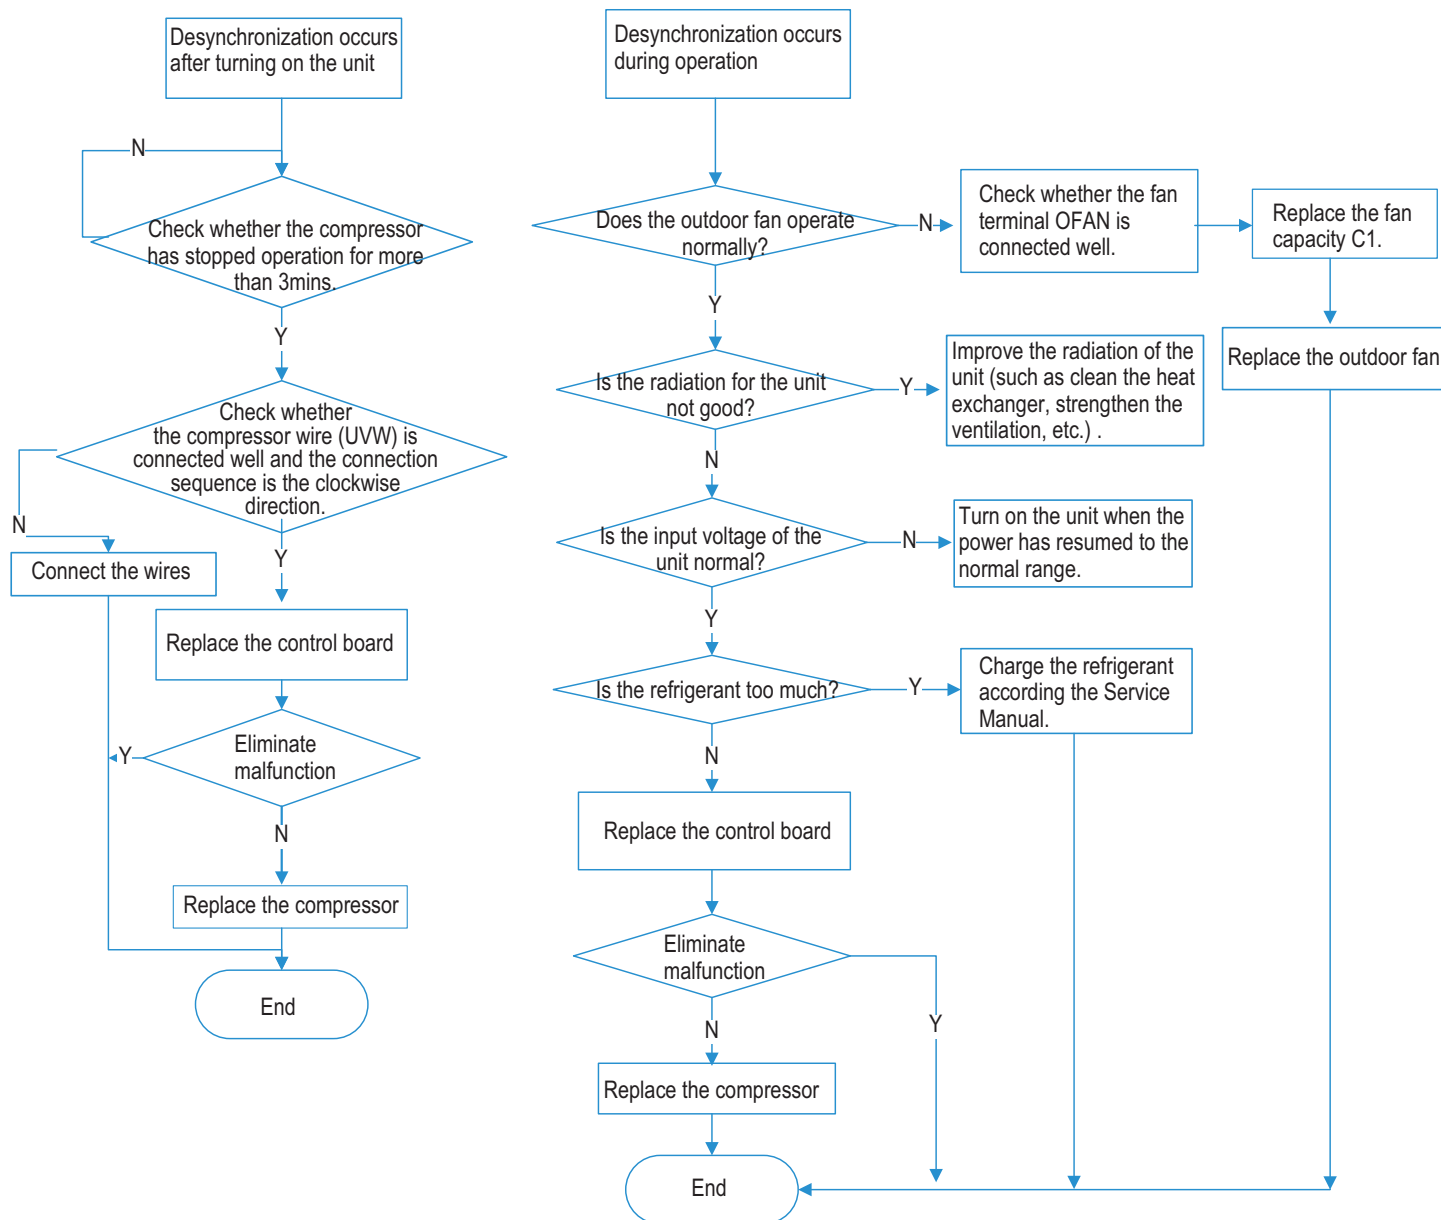 Desynchronization occurs
after turning on the unit
N
Check whether the compressor
has stopped operation for more
than 3mins.
Y
Check whether
the compressor wire (UVW) is
connected well and the connection
sequence is the clockwise
direction.
N
Y
Connect the wires
Replace the control board
Y
Eliminate
malfunction
N
Replace the compressor
End
Desynchronization occurs
during operation
Does the outdoor fan operate
normally?
N
Check whether the fan
terminal OFAN is
connected well.
Replace the fan
capacity C1.
Replace the outdoor fan
Y
Is the radiation for the unit
not good?
Y
Improve the radiation of the
unit (such as clean the heat
exchanger, strengthen the
ventilation, etc.) .
N
Is the input voltage of the
unit normal?
N
Turn on the unit when the
power has resumed to the
normal range.
Y
Is the refrigerant too much?
Y
Charge the refrigerant
according the Service
Manual.
N
Replace the control board
Eliminate
malfunction
Y
N
Replace the compressor
End